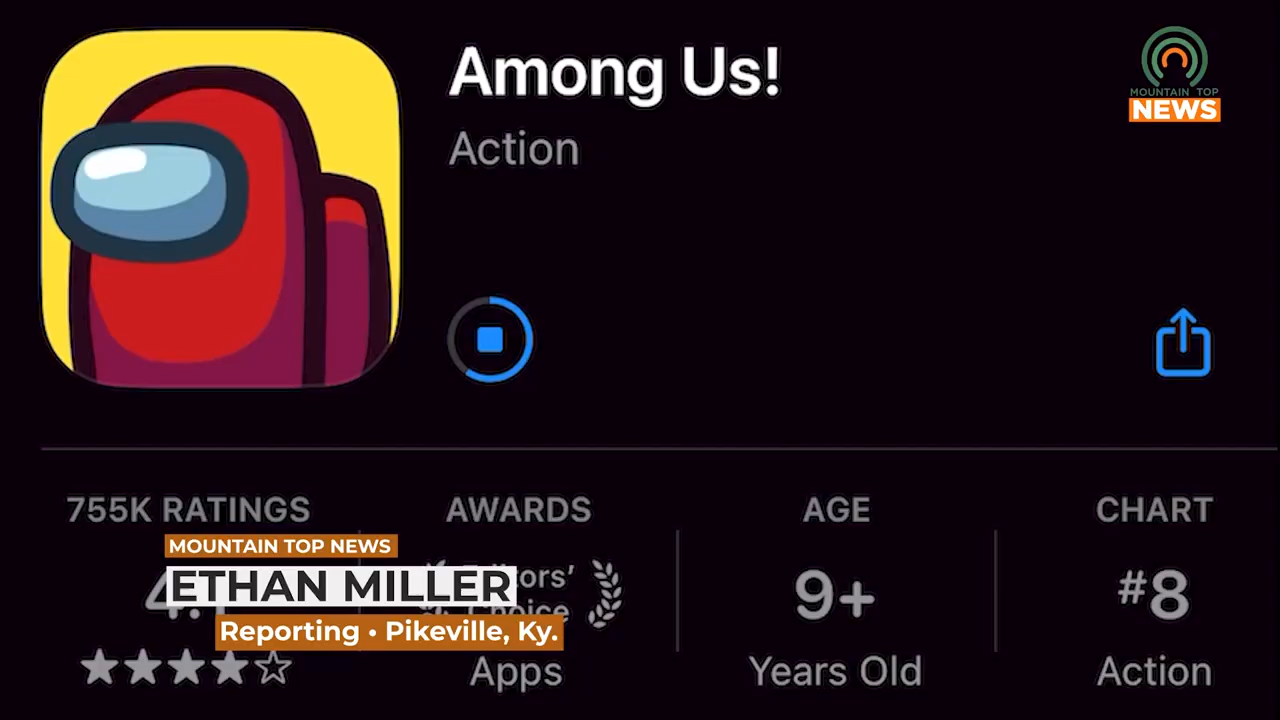 Among Us!
Action
MOUNTAIN TOP
NEWS
755K RATINGS
AWARDS
AGE
CHART
MOUNTAIN TOP NEWS
ETHAN MILLER
Reporting • Pikeville, Ky.
9+
#8
Apps
Years Old
Action